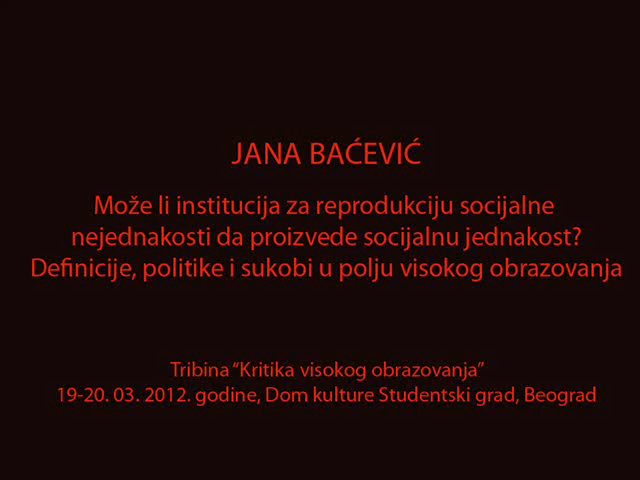 JANA BAĆEVIĆ
Može li institucija za reprodukciju socijalne
nejednakosti da proizvede socijalnu jednakost?
Definicije, politike i sukobi u polju visokog obrazovanja
Tribina “Kritika visokog obrazovanja”
19-20. 03. 2012. godine, Dom kulture Studentski grad, Beograd